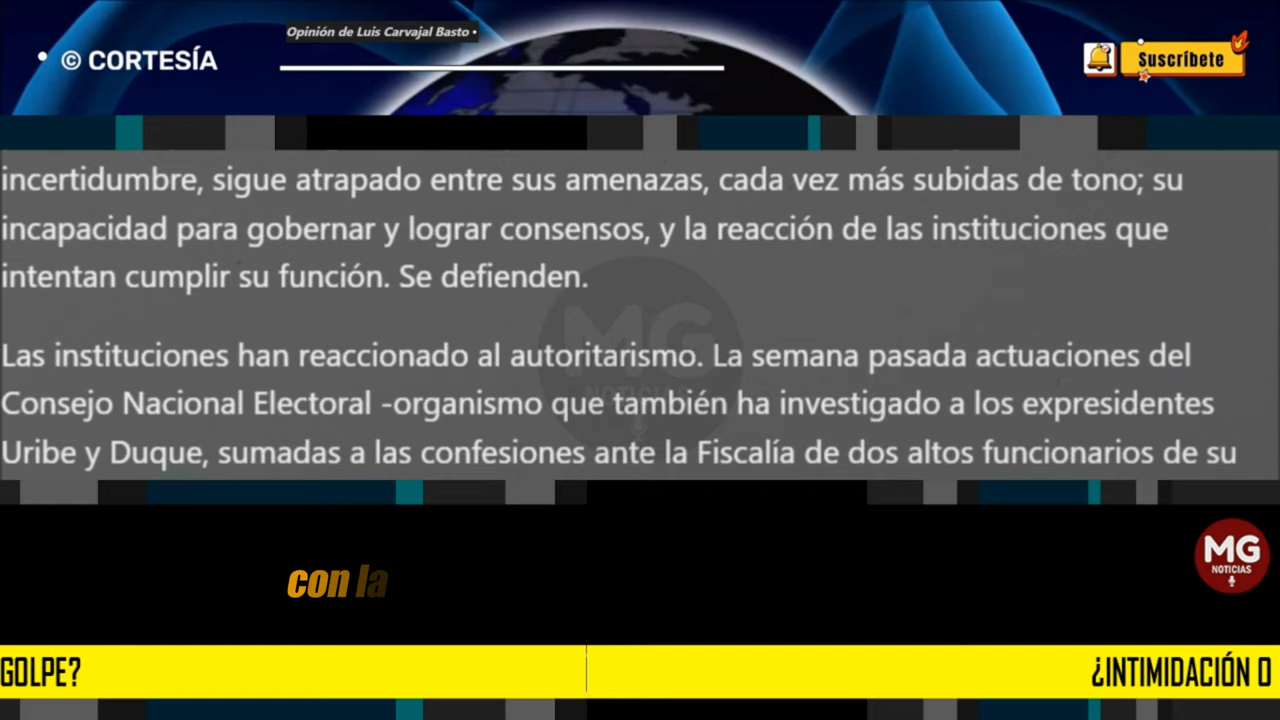 Opinión de Luis Carvajal Basto •
• © CORTESÍA
Suscríbete
incertidumbre, sigue atrapado entre sus amenazas, cada vez más subidas de tono; su
incapacidad para gobernar y lograr consensos, y la reacción de las instituciones que
intentan cumplir su función. Se defienden.
Las instituciones han reaccionado al autoritarismo. La semana pasada actuaciones del
Consejo Nacional Electoral -organismo que también ha investigado a los expresidentes
Uribe y Duque, sumadas a las confesiones ante la Fiscalía de dos altos funcionarios de su
MG
NOTICIAS
MG
NOTICIAS
con la
GOLPE?
¿INTIMIDACIÓN O